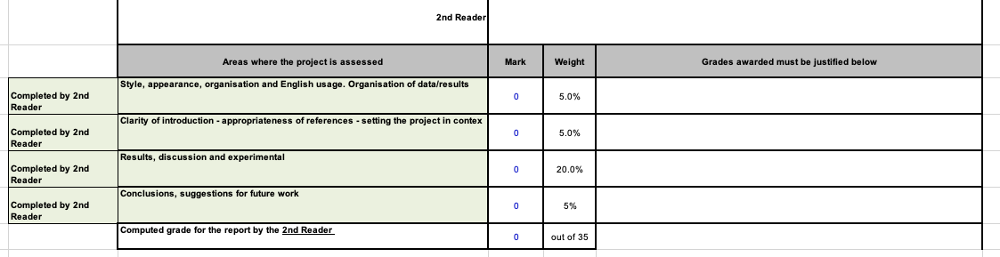 2nd Reader
Areas where the project is assessed Mark Weight Grades awarded must be justified below
Completed by 2nd
Reader
Style, appearance, organisation and English usage. Organisation of data/results
0 5.0%
Completed by 2nd
Reader
Clarity of introduction - appropriateness of references - setting the project in contex
0 5.0%
Completed by 2nd
Reader
Results, discussion and experimental
0 20.0%
Completed by 2nd
Reader
Conclusions, suggestions for future work
0 5%
Computed grade for the report by the 2nd Reader
0 out of 35